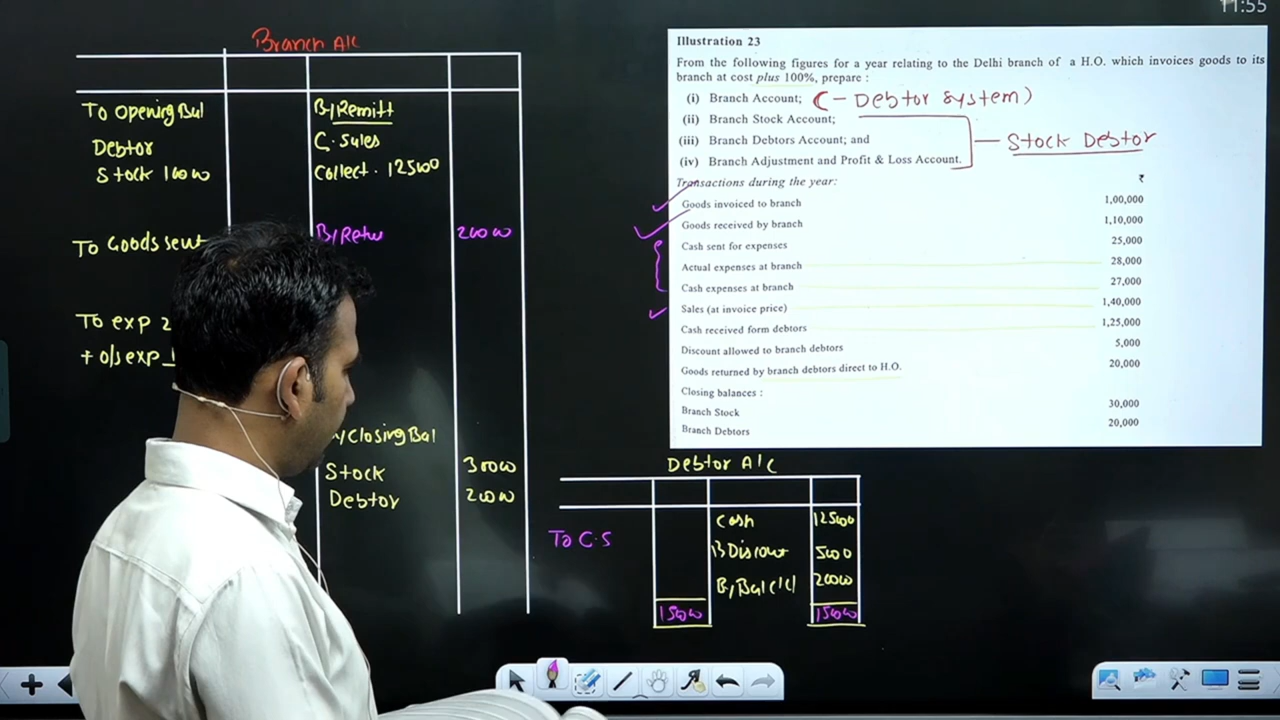 11:55
Branch A/c
To Opening Bal
Debtor
Stock 10000
To Goods sent
To exp 2
+ o/s exp 1
B/Remitt
C. Sales
Collect. 125000
B/Retu 20000
Closing Bal
Stock 30000
Debtor 20000
Illustration 23
From the following figures for a year relating to the Delhi branch of a H.O. which invoices goods to its
branch at cost plus 100%, prepare :
(i) Branch Account; (- Debtor System)
(ii) Branch Stock Account;
(iii) Branch Debtors Account; and
(iv) Branch Adjustment and Profit & Loss Account.
Stock Debtor
Transactions during the year: ₹
Goods invoiced to branch 1,00,000
Goods received by branch 1,10,000
Cash sent for expenses 25,000
Actual expenses at branch 28,000
Cash expenses at branch 27,000
Sales (at invoice price) 1,40,000
Cash received form debtors 1,25,000
Discount allowed to branch debtors 5,000
Goods returned by branch debtors direct to H.O. 20,000
Closing balances :
Branch Stock 30,000
Branch Debtors 20,000
Debtor A/c
Cash 125000
To C.S B Discout 5000
B/Bal c/d 20000